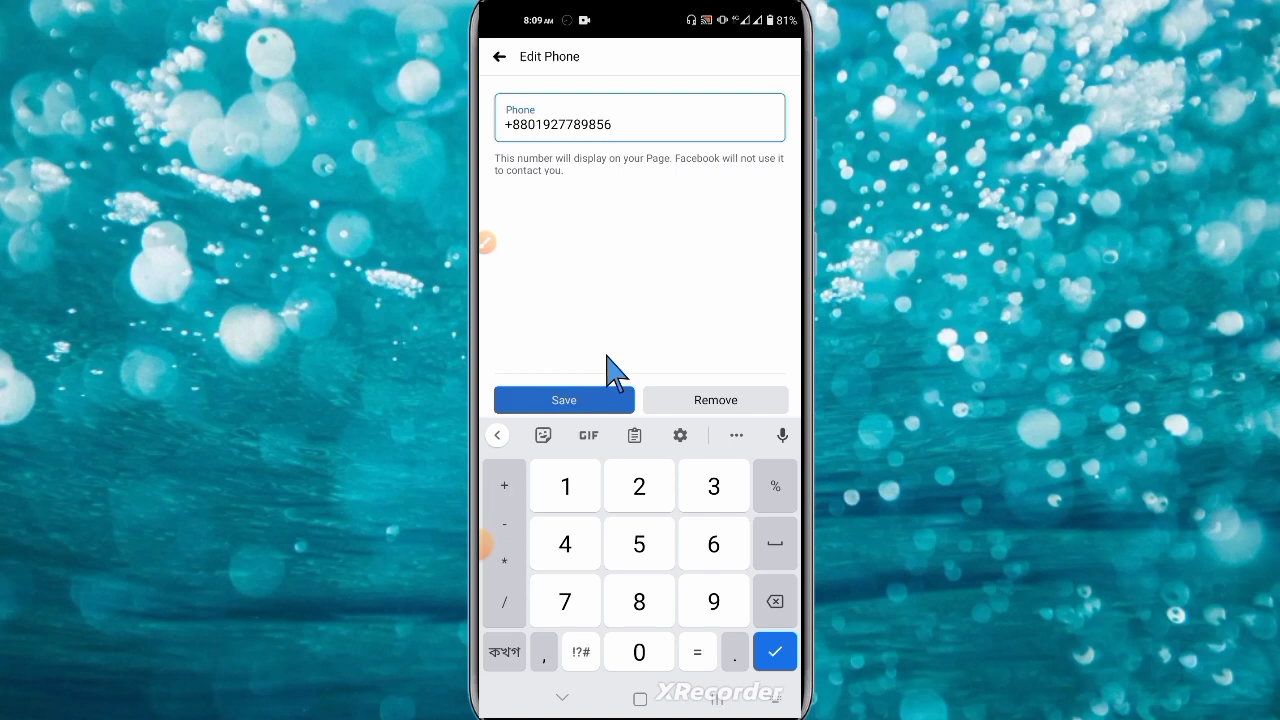 8:09 AM
4G 81%
Edit Phone
Phone
+8801927789856
This number will display on your Page. Facebook will not use it
to contact you.
Save Remove
GIF
+ 1 2 3 %
- 4 5 6
*
/ 7 8 9
কখগ , !?# 0 = .
XRecorder